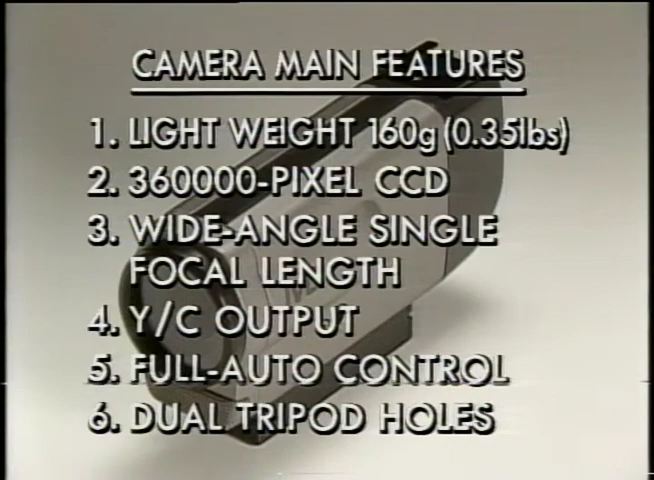 CAMERA MAIN FEATURES
1. LIGHT WEIGHT 160g (0.35lbs)
2. 360000-PIXEL CCD
3. WIDE-ANGLE SINGLE
FOCAL LENGTH
4. Y/C OUTPUT
5. FULL-AUTO CONTROL
6. DUAL TRIPOD HOLES